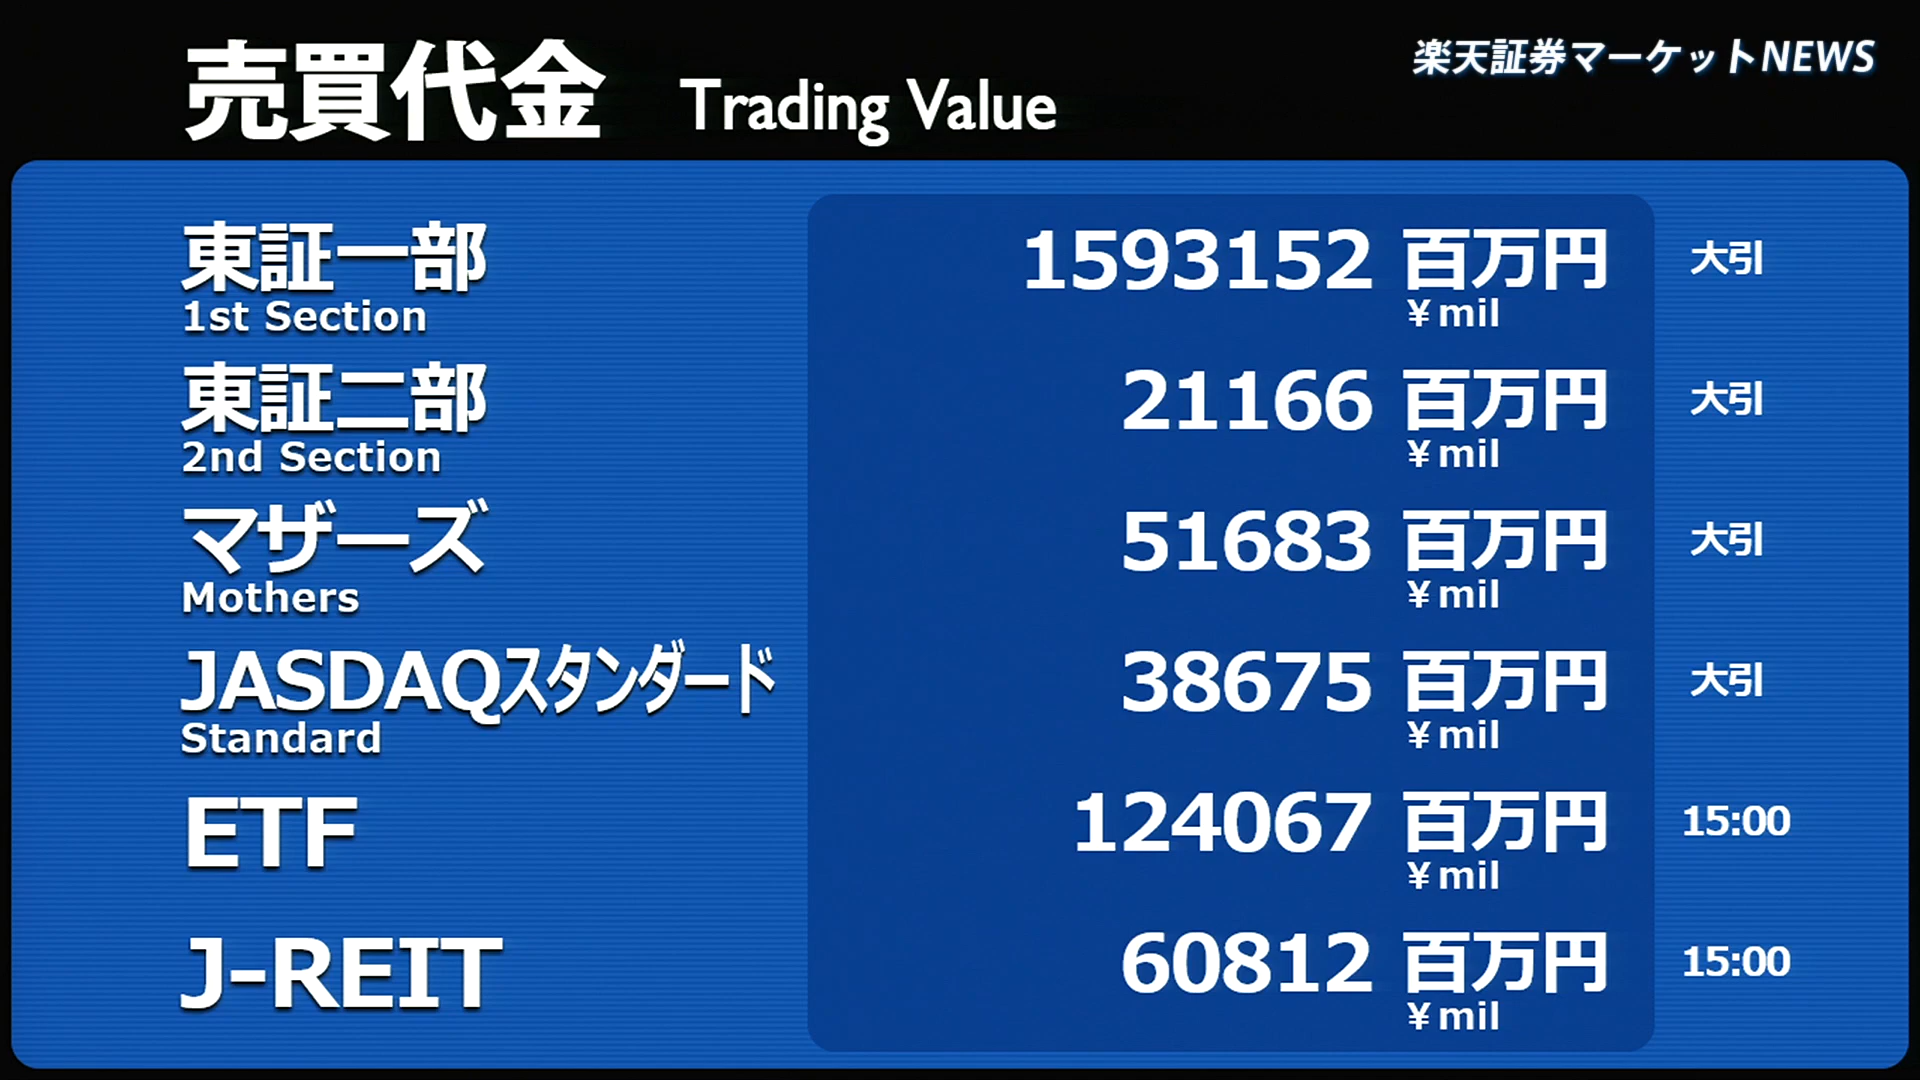 売買代金 Trading Value
楽天証券マーケットNEWS
東証一部 1593152 百万円 大引
1st Section ¥mil
東証二部 21166 百万円 大引
2nd Section ¥mil
マザーズ 51683 百万円 大引
Mothers ¥mil
JASDAQスタンダード 38675 百万円 大引
Standard ¥mil
ETF 124067 百万円 15:00
¥mil
J-REIT 60812 百万円 15:00
¥mil